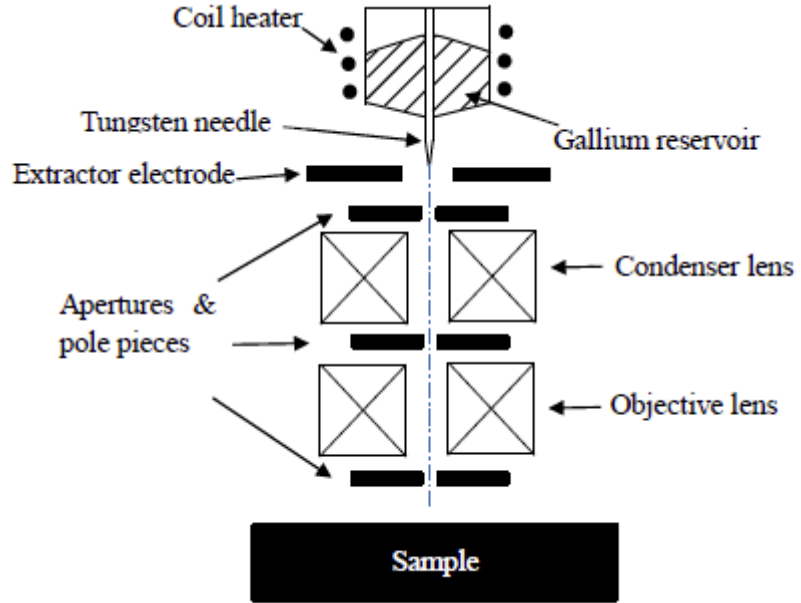 Coil heater
Tungsten needle
Gallium reservoir
Extractor electrode
Condenser lens
Apertures &
pole pieces
Objective lens
Sample